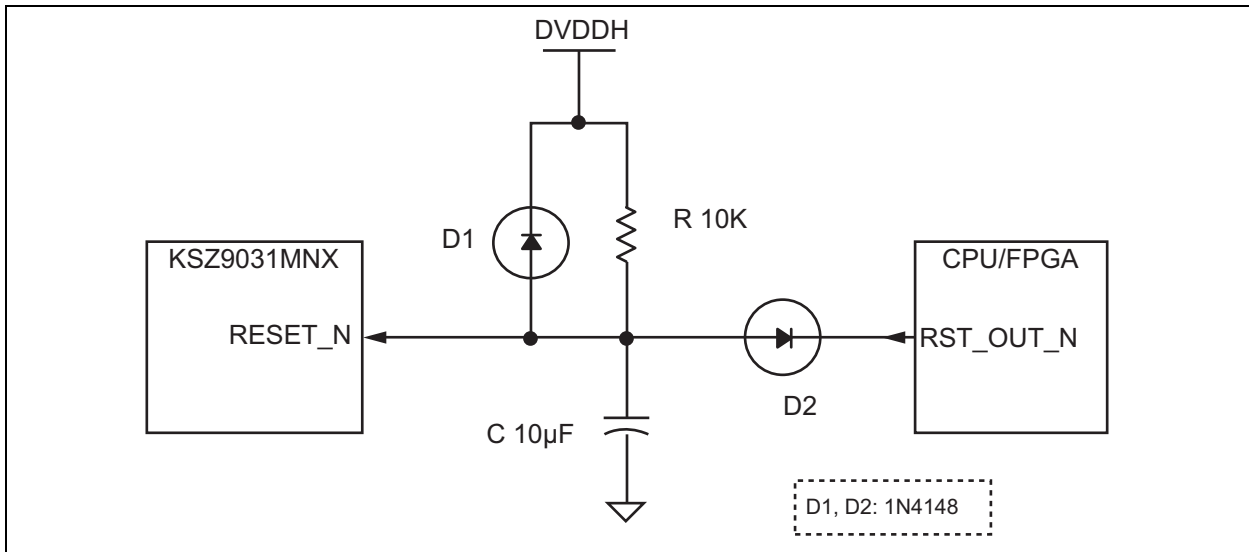 DVDDH
D1
R 10K
KSZ9031MNX
CPU/FPGA
RESET_N
RST_OUT_N
D2
C 10µF
D1, D2: 1N4148